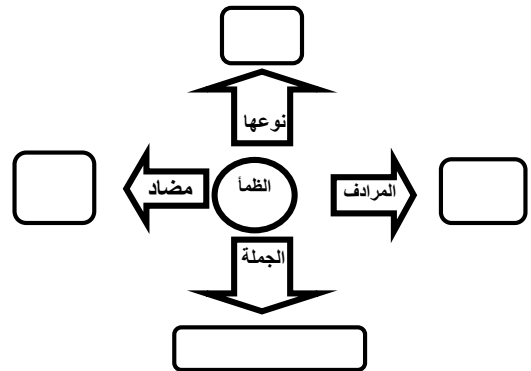 نوعها
المرادف
الظمأ
مضاد
الجملة